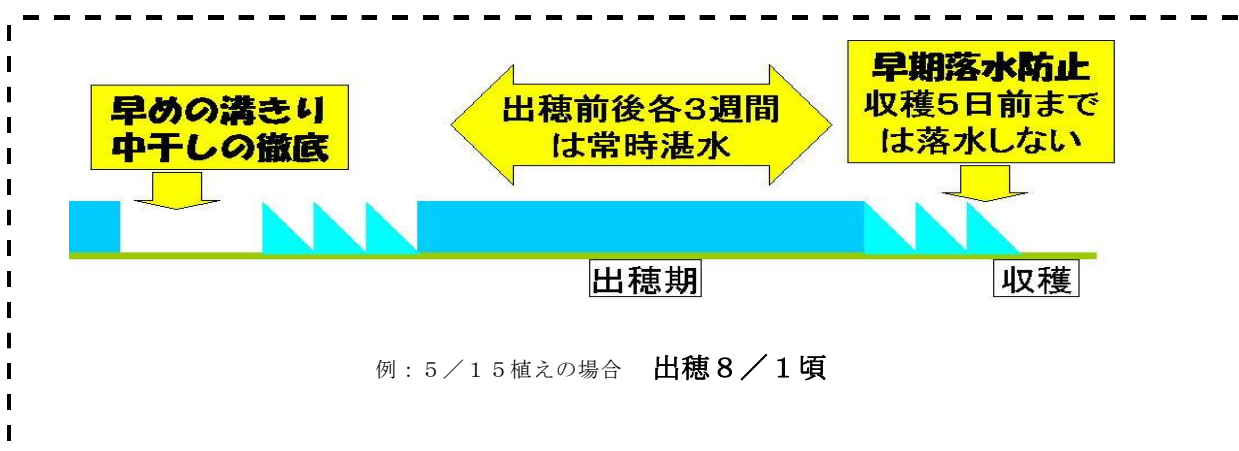 早めの溝きり
中干しの徹底
出穂前後各3週間
は常時湛水
早期落水防止
収穫5日前まで
は落水しない
出穂期
収穫
例：５／１５植えの場合　出穂８／１頃